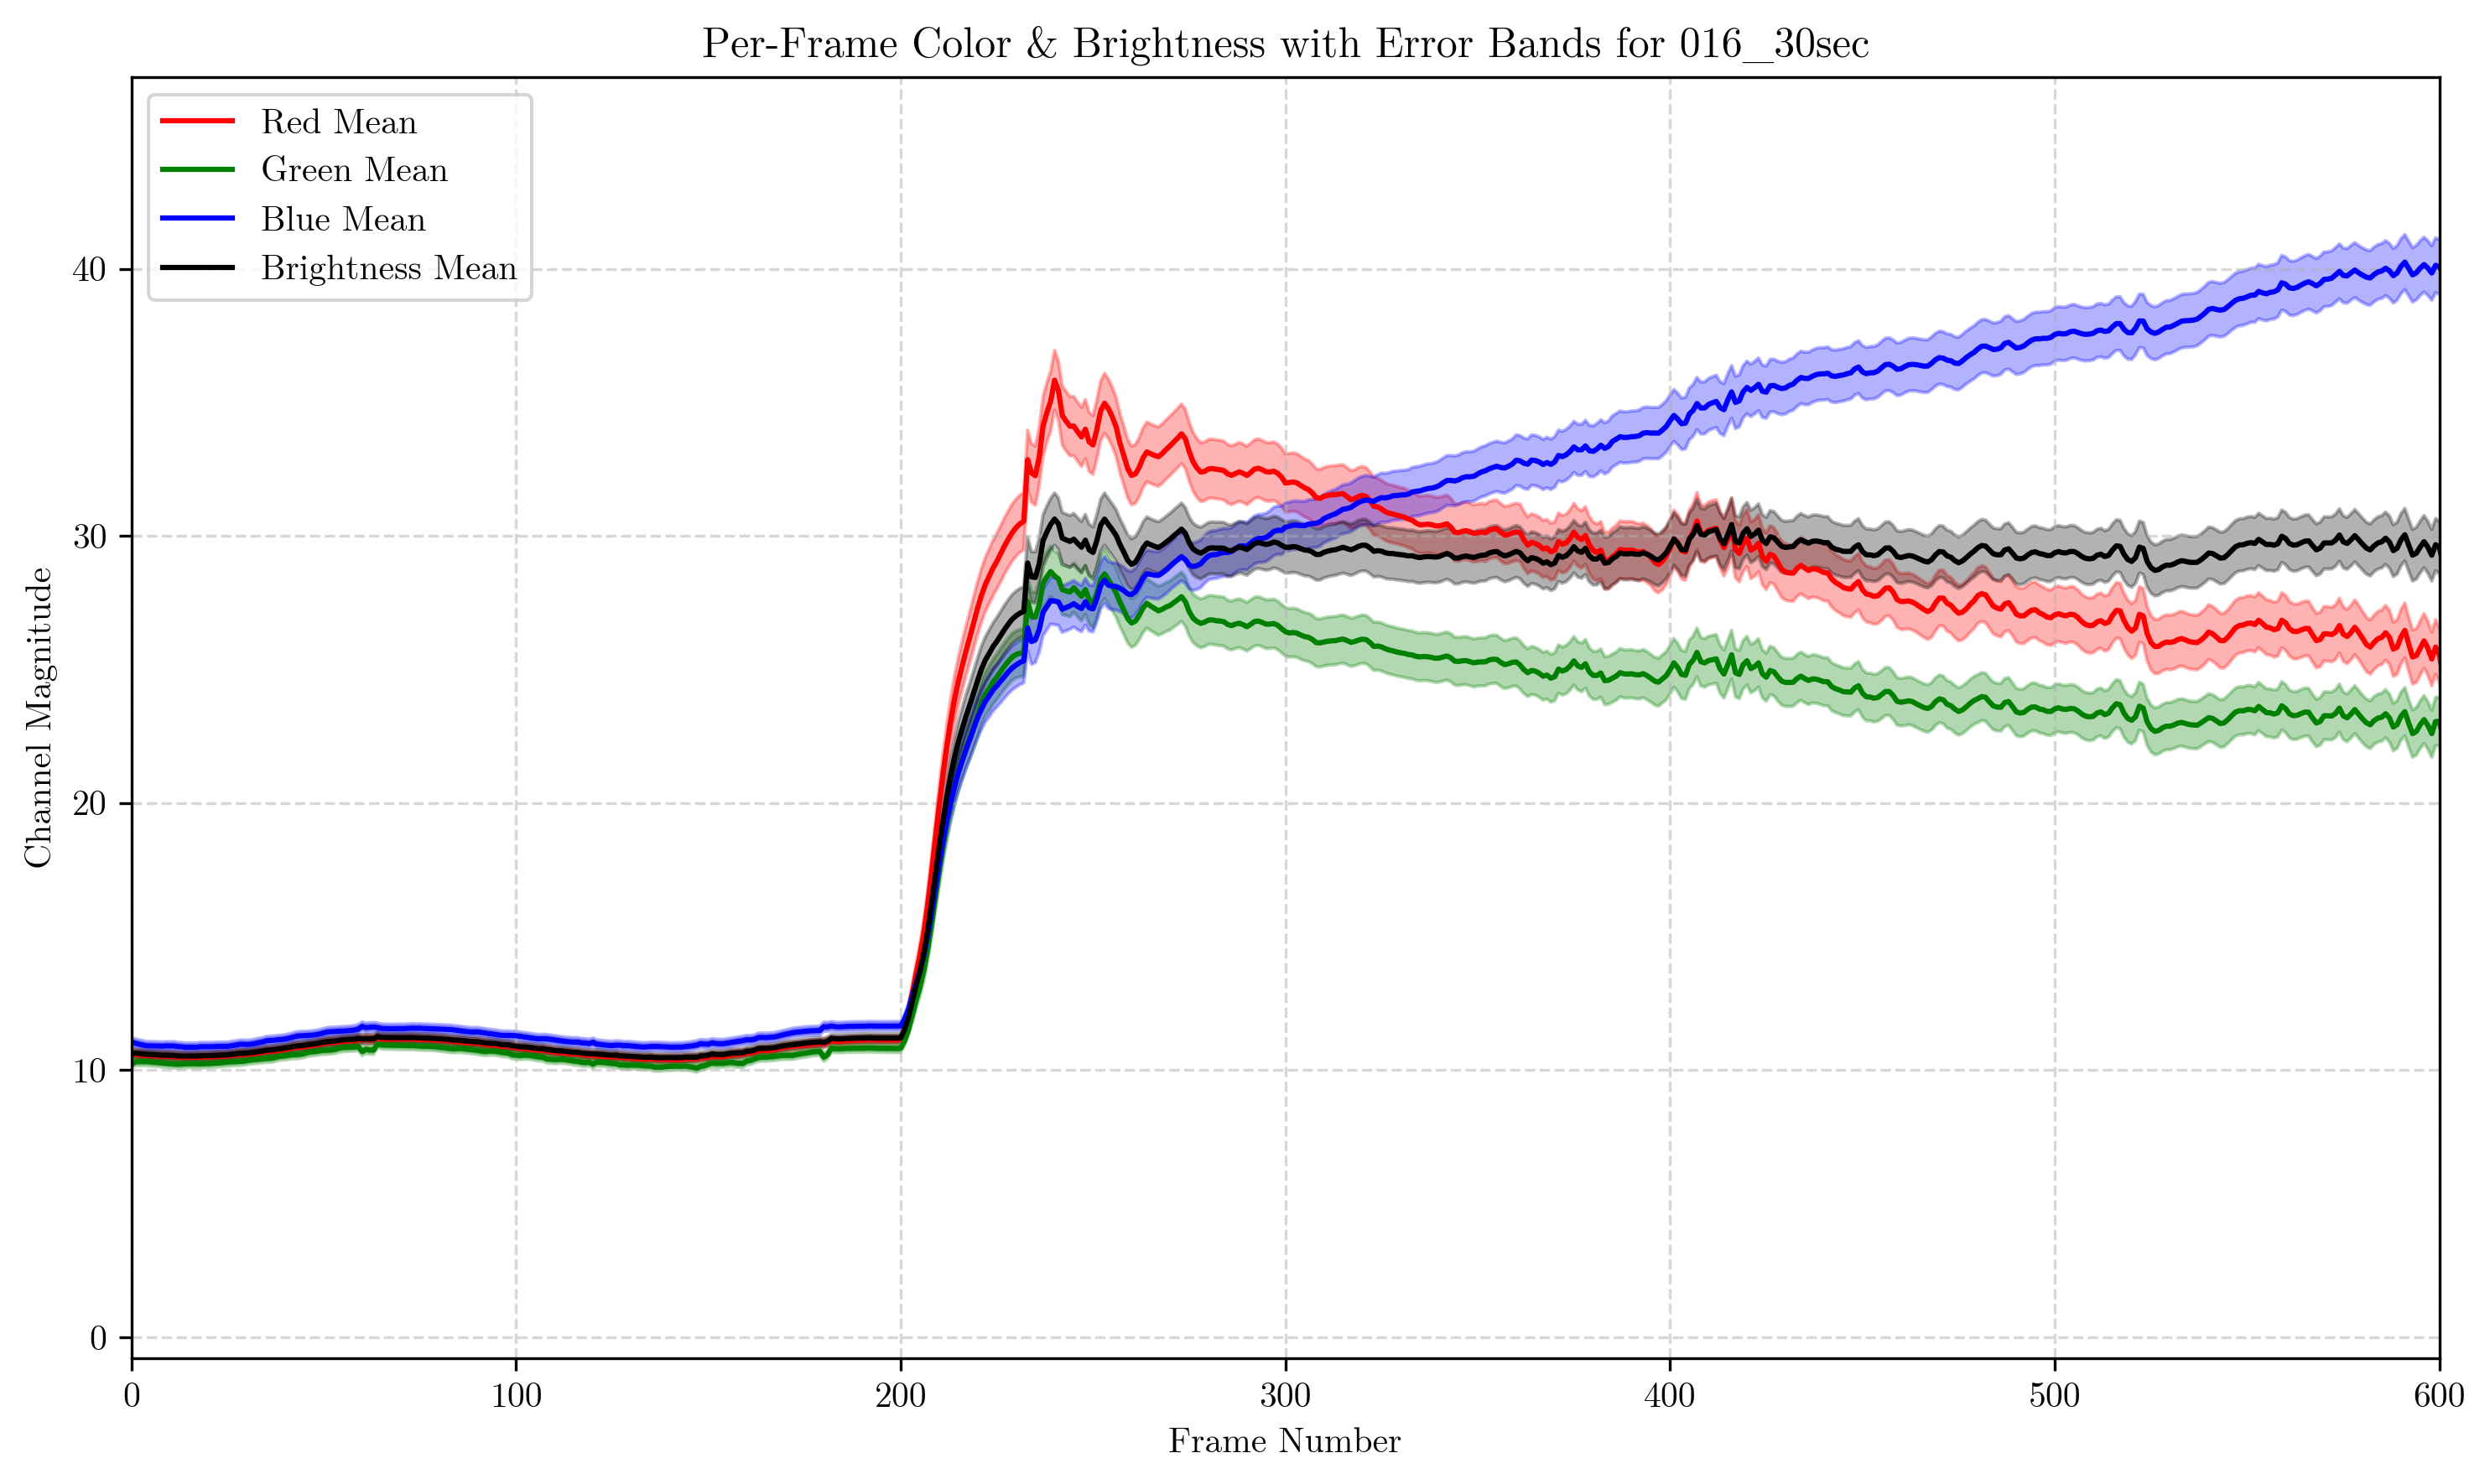 Per-Frame Color & Brightness with Error Bands for 016_30sec
Red Mean
Green Mean
Blue Mean
Brightness Mean
Channel Magnitude
40
30
20
10
0
0 100 200 300 400 500 600
Frame Number